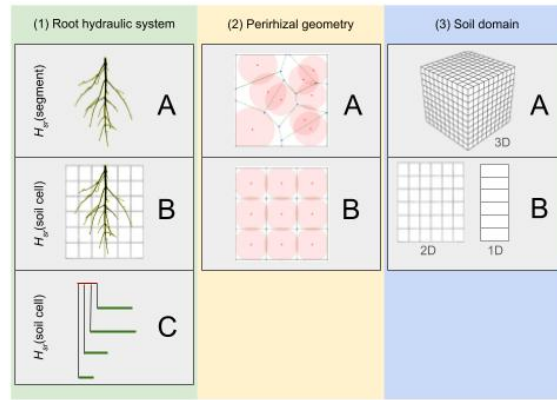 (1) Root hydraulic system
(2) Perirhizal geometry
(3) Soil domain
Hsr(segment)
A
A
A
3D
Hsr(soil cell)
B
B
B
2D
1D
Hsr(soil cell)
C